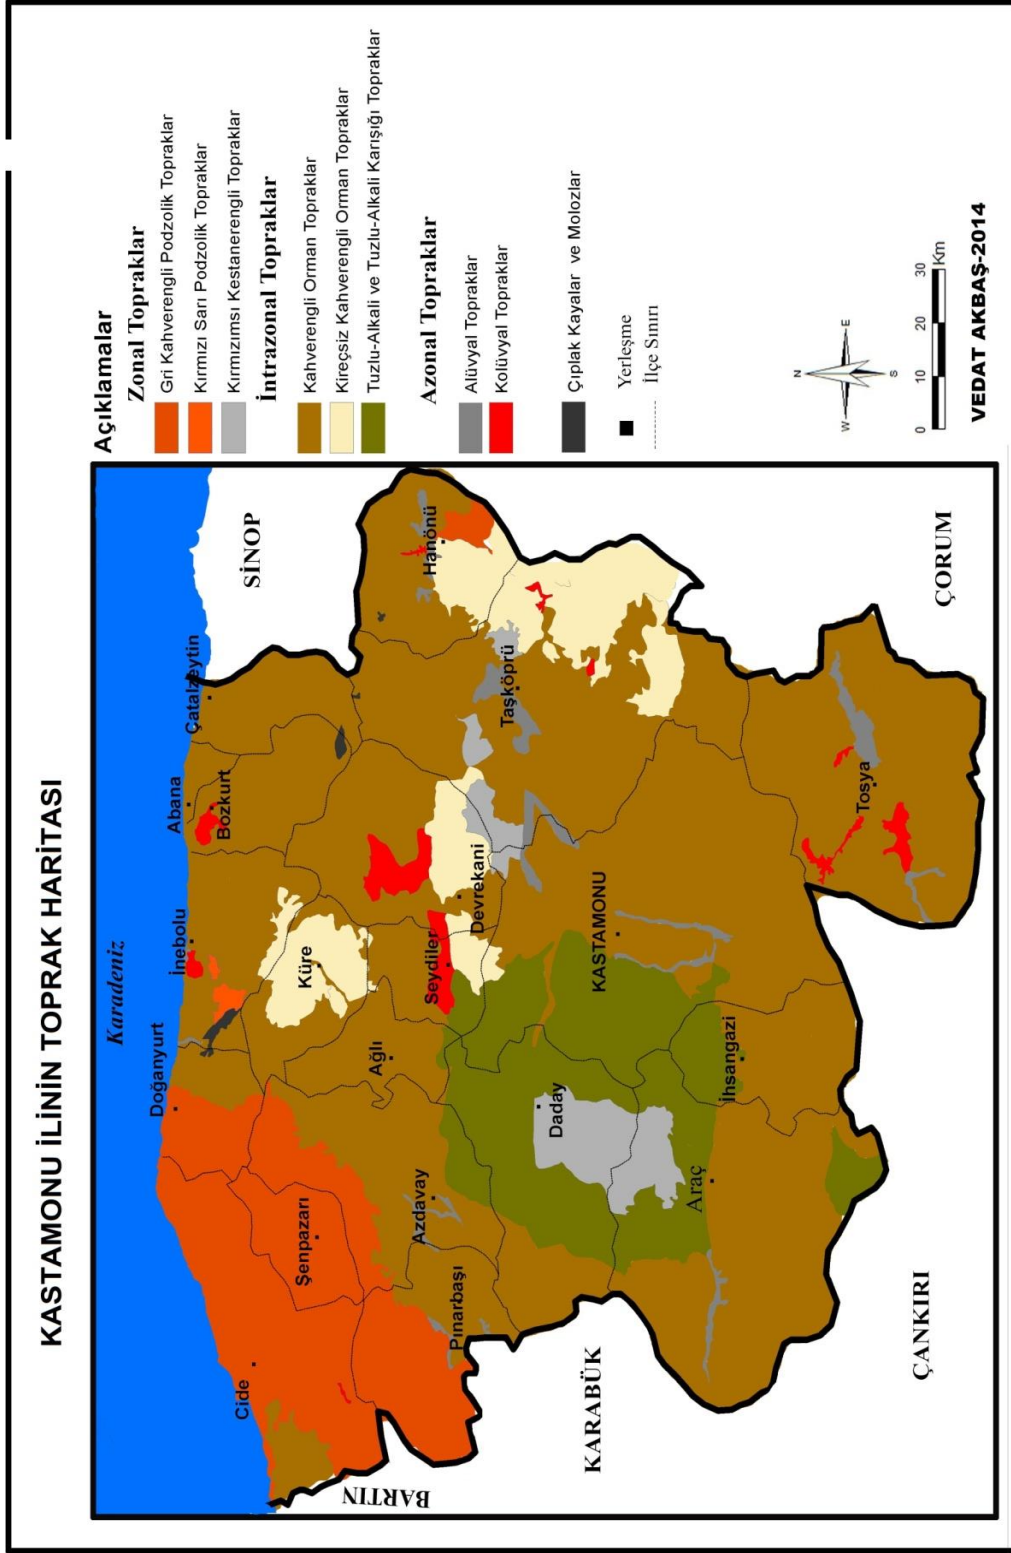 KASTAMONU İLİNİN TOPRAK HARİTASI
Karadeniz
Doğanyurt
İnebolu
Abana
Bozkurt
Çatalzeytin
SİNOP
Cide
Şenpazarı
Küre
Ağlı
Azdavay
Pınarbaşı
Seydiler
Devrekani
Taşköprü
Hanönü
BARTIN
KARABÜK
Daday
KASTAMONU
Araç
İhsangazi
Tosya
ÇANKIRI
ÇORUM
Açıklamalar
Zonal Topraklar
Gri Kahverengli Podzolik Topraklar
Kırmızı Sarı Podzolik Topraklar
Kırmızımsı Kestanerengli Topraklar
İntrazonal Topraklar
Kahverengli Orman Topraklar
Kireçsiz Kahverengli Orman Topraklar
Tuzlu-Alkali ve Tuzlu-Alkali Karışığı Topraklar
Azonal Topraklar
Alüvyal Topraklar
Kolüvyal Topraklar
Çıplak Kayalar ve Molozlar
Yerleşme
İlçe Sınırı
N
W E
S
0 10 20 30
Km
VEDAT AKBAŞ-2014